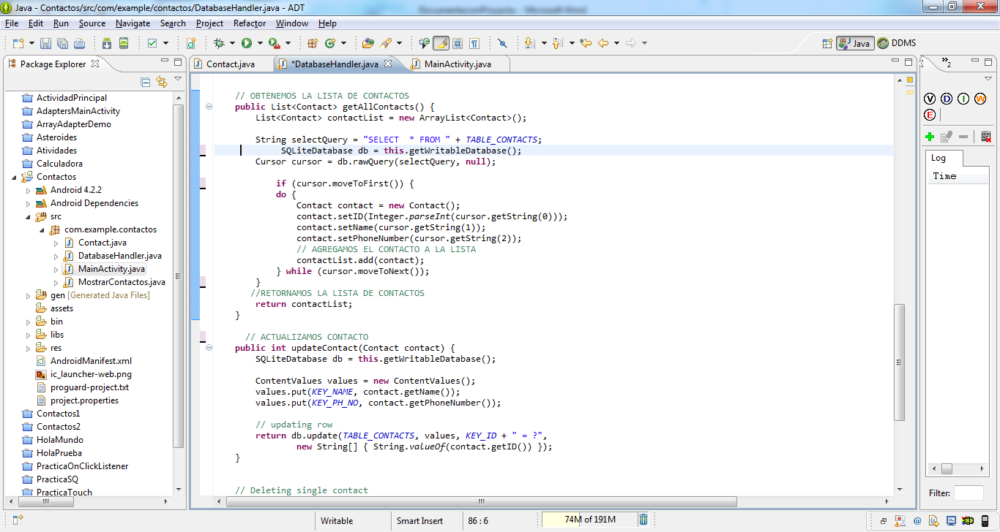 Java - Contactos/src/com/example/contactos/DatabaseHandler.java - ADT
File Edit Run Source Navigate Search Project Refactor Window Help
Java DDMS
Package Explorer
ActividadPrincipal
AdaptersMainActivity
ArrayAdapterDemo
Asteroides
Atividades
Calculadora
Contactos
Android 4.2.2
Android Dependencies
src
com.example.contactos
Contact.java
DatabaseHandler.java
MainActivity.java
MostrarContactos.java
gen [Generated Java Files]
assets
bin
libs
res
AndroidManifest.xml
ic_launcher-web.png
proguard-project.txt
project.properties
Contactos1
Contactos2
HolaMundo
HolaPrueba
PracticaOnClickListener
PracticaSQ
PracticaTouch
Contact.java *DatabaseHandler.java MainActivity.java
// OBTENEMOS LA LISTA DE CONTACTOS
public List<Contact> getAllContacts() {
List<Contact> contactList = new ArrayList<Contact>();
String selectQuery = "SELECT  * FROM " + TABLE_CONTACTS;
SQLiteDatabase db = this.getWritableDatabase();
Cursor cursor = db.rawQuery(selectQuery, null);
if (cursor.moveToFirst()) {
do {
Contact contact = new Contact();
contact.setID(Integer.parseInt(cursor.getString(0)));
contact.setName(cursor.getString(1));
contact.setPhoneNumber(cursor.getString(2));
// AGREGAMOS EL CONTACTO A LA LISTA
contactList.add(contact);
} while (cursor.moveToNext());
}
//RETORNAMOS LA LISTA DE CONTACTOS
return contactList;
}
// ACTUALIZAMOS CONTACTO
public int updateContact(Contact contact) {
SQLiteDatabase db = this.getWritableDatabase();
ContentValues values = new ContentValues();
values.put(KEY_NAME, contact.getName());
values.put(KEY_PH_NO, contact.getPhoneNumber());
// updating row
return db.update(TABLE_CONTACTS, values, KEY_ID + " = ?",
new String[] { String.valueOf(contact.getID()) });
}
// Deleting single contact
2
V D I W
E
Log
Time
Filter:
Writable Smart Insert 86 : 6 74M of 191M